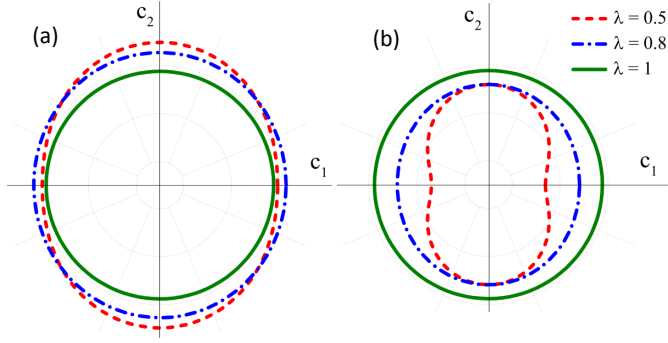 (a)
c₂
c₁
(b)
c₂
c₁
λ = 0.5
λ = 0.8
λ = 1